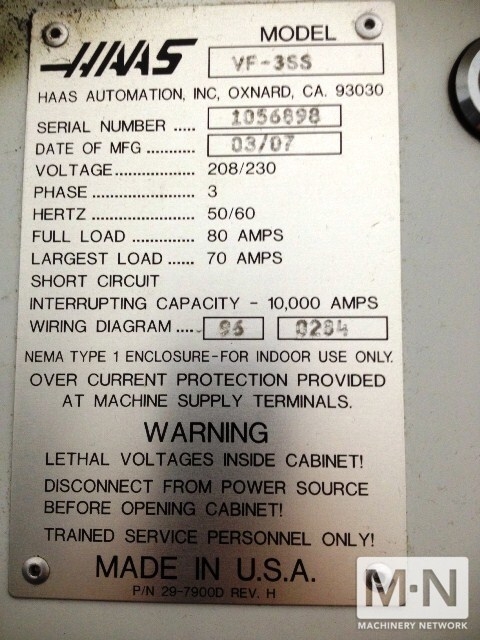 HAAS
MODEL VF-3SS
HAAS AUTOMATION, INC, OXNARD, CA. 93030
SERIAL NUMBER ..... 1056898
DATE OF MFG ........... 03/07
VOLTAGE.................. 208/230
PHASE ....................... 3
HERTZ ....................... 50/60
FULL LOAD .............. 80 AMPS
LARGEST LOAD ...... 70 AMPS
SHORT CIRCUIT
INTERRUPTING CAPACITY - 10,000 AMPS
WIRING DIAGRAM .... 96 0284
NEMA TYPE 1 ENCLOSURE-FOR INDOOR USE ONLY.
OVER CURRENT PROTECTION PROVIDED
AT MACHINE SUPPLY TERMINALS.
WARNING
LETHAL VOLTAGES INSIDE CABINET!
DISCONNECT FROM POWER SOURCE
BEFORE OPENING CABINET!
TRAINED SERVICE PERSONNEL ONLY!
MADE IN U.S.A.
P/N 29-7900D REV. H
M·N
MACHINERY NETWORK